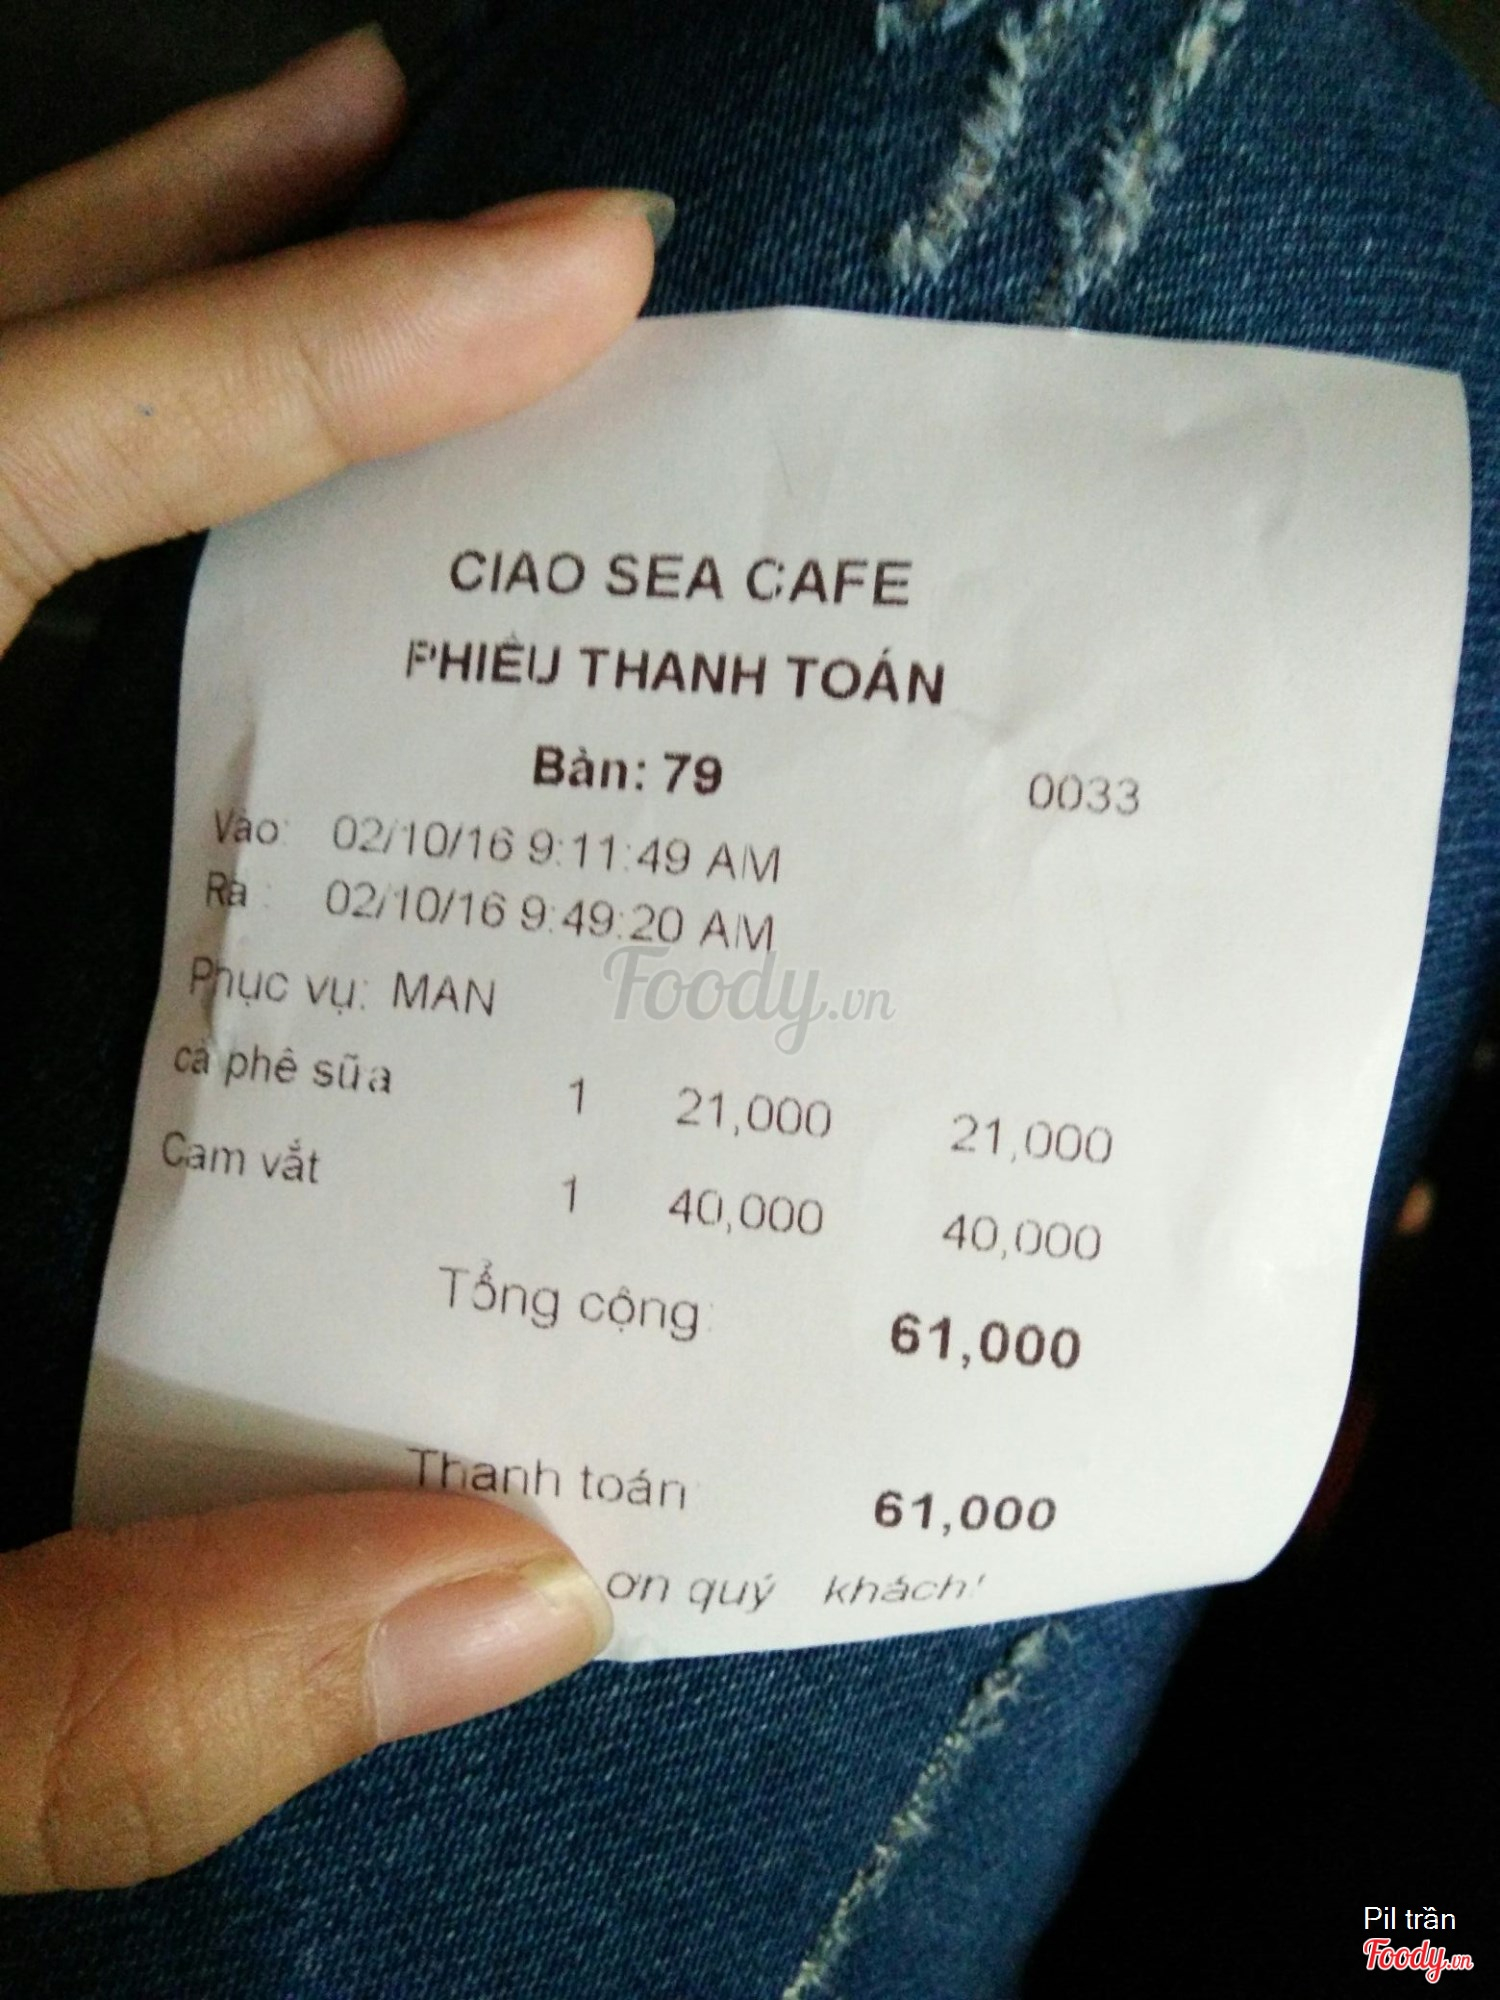 CIAO SEA CAFE
PHIẾU THANH TOÁN
Bàn: 79 0033
Vào: 02/10/16 9:11:49 AM
Ra : 02/10/16 9:49:20 AM
Phục vụ: MAN
Foody.vn
cà phê sữa 1 21,000 21,000
Cam vắt 1 40,000 40,000
Tổng cộng: 61,000
Thanh toán 61,000
ơn quý khách!
Pil trần
Foody.vn